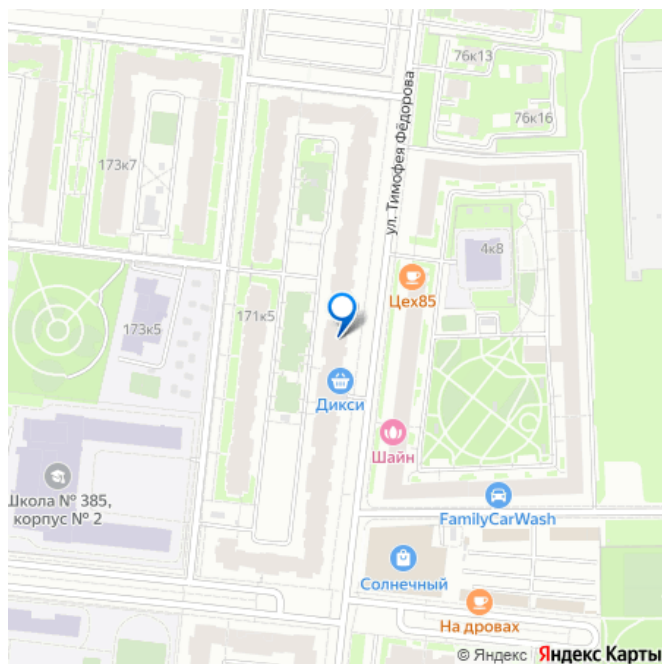 76к13
ул. Тимофея Фёдорова
76к16
173к7
4к8
Цех85
171к5
173к5
Дикси
Шайн
Школа № 385,
корпус № 2
FamilyCarWash
Солнечный
На дровах
© Яндекс Яндекс Карты